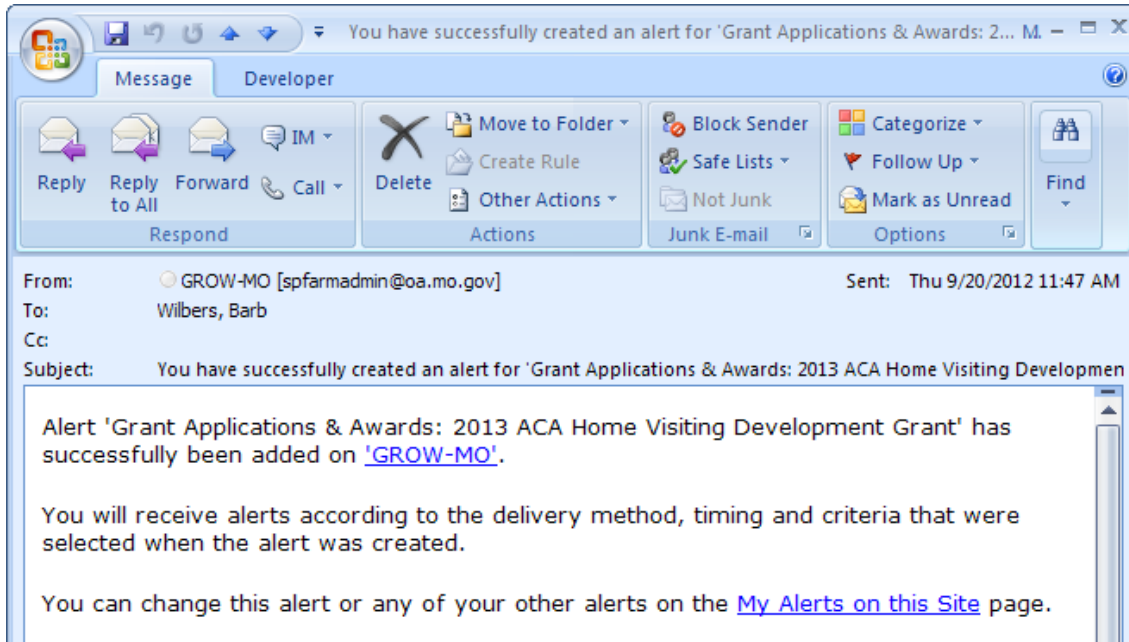 You have successfully created an alert for 'Grant Applications & Awards: 2... M.
Message Developer
Reply
Reply to All
Forward
IM
Call
Respond
Delete
Move to Folder
Create Rule
Other Actions
Actions
Block Sender
Safe Lists
Not Junk
Junk E-mail
Categorize
Follow Up
Mark as Unread
Options
Find
From: GROW-MO [spfarmadmin@oa.mo.gov] Sent: Thu 9/20/2012 11:47 AM
To: Wilbers, Barb
Cc:
Subject: You have successfully created an alert for 'Grant Applications & Awards: 2013 ACA Home Visiting Developmen
Alert 'Grant Applications & Awards: 2013 ACA Home Visiting Development Grant' has
successfully been added on 'GROW-MO'.
You will receive alerts according to the delivery method, timing and criteria that were
selected when the alert was created.
You can change this alert or any of your other alerts on the My Alerts on this Site page.